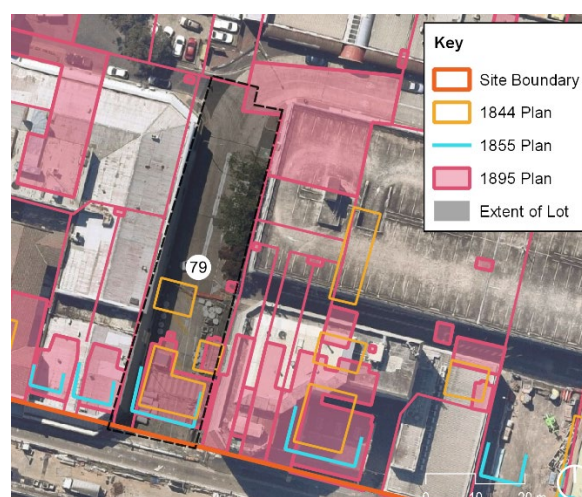 Key
Site Boundary
1844 Plan
1855 Plan
1895 Plan
Extent of Lot
79
0 10 20